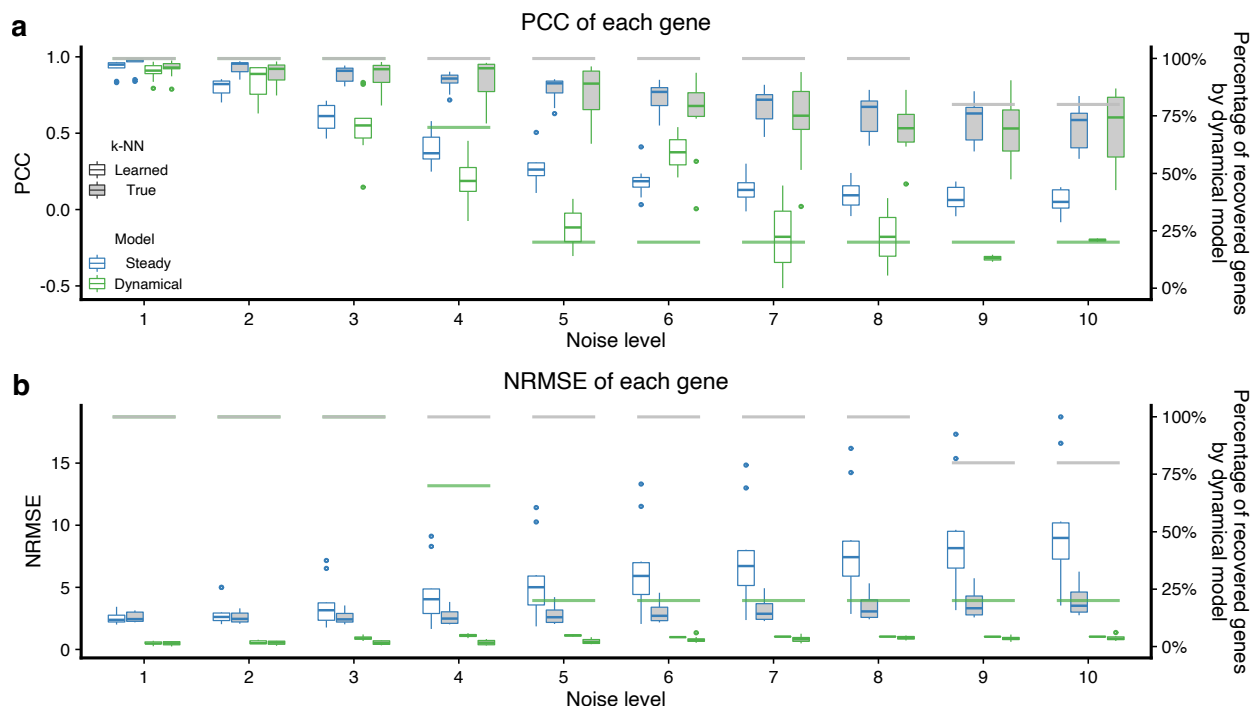 a
PCC of each gene
1.0
0.5
0.0
-0.5
PCC
k-NN
Learned
True
Model
Steady
Dynamical
100%
75%
50%
25%
0%
Percentage of recovered genes
by dynamical model
1 2 3 4 5 6 7 8 9 10
Noise level
b
NRMSE of each gene
15
10
5
0
NRMSE
100%
75%
50%
25%
0%
Percentage of recovered genes
by dynamical model
1 2 3 4 5 6 7 8 9 10
Noise level